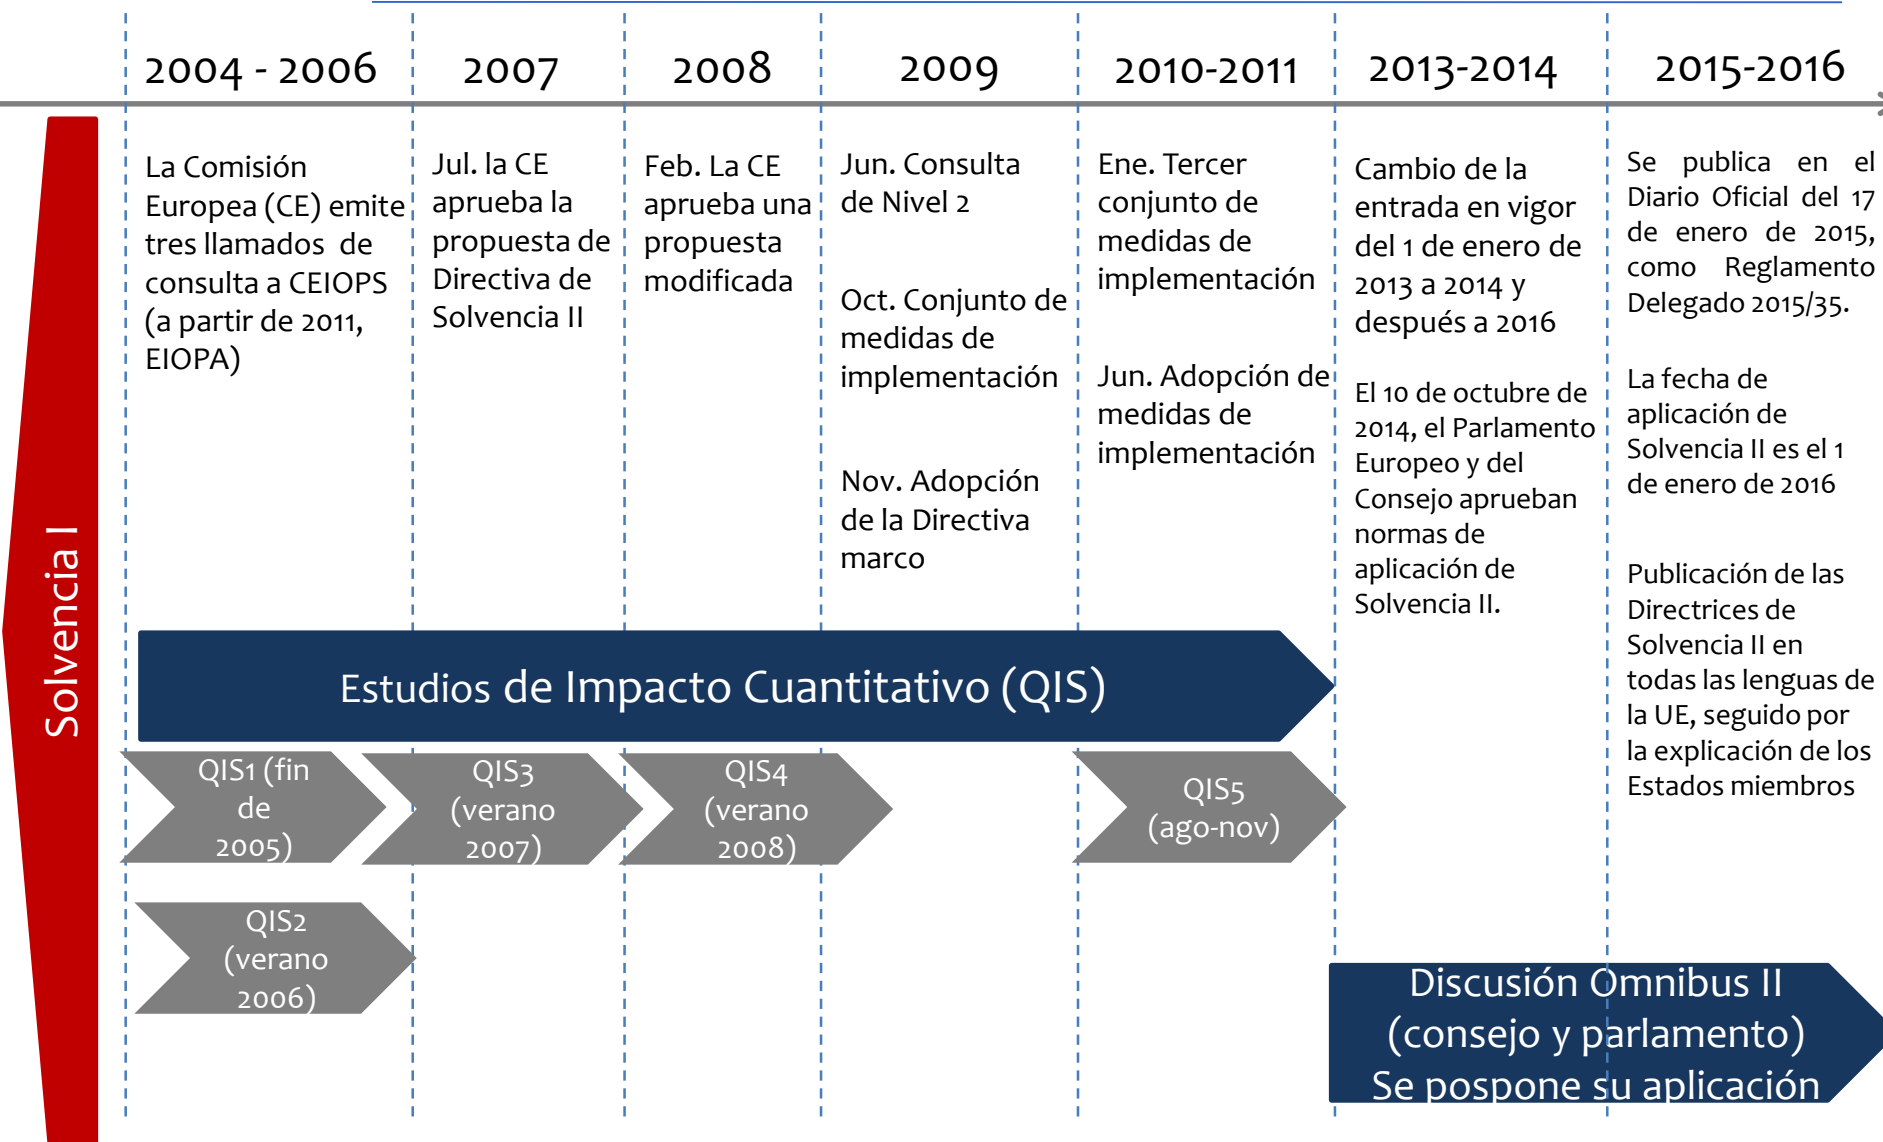 2004 - 2006
2007
2008
2009
2010-2011
2013-2014
2015-2016
Solvencia I
La Comisión
Europea (CE) emite
tres llamados de
consulta a CEIOPS
(a partir de 2011,
EIOPA)
Jul. la CE
aprueba la
propuesta de
Directiva de
Solvencia II
Feb. La CE
aprueba una
propuesta
modificada
Jun. Consulta
de Nivel 2
Oct. Conjunto de
medidas de
implementación
Nov. Adopción
de la Directiva
marco
Ene. Tercer
conjunto de
medidas de
implementación
Jun. Adopción de
medidas de
implementación
Cambio de la
entrada en vigor
del 1 de enero de
2013 a 2014 y
después a 2016
El 10 de octubre de
2014, el Parlamento
Europeo y del
Consejo aprueban
normas de
aplicación de
Solvencia II.
Se publica en el
Diario Oficial del 17
de enero de 2015,
como Reglamento
Delegado 2015/35.
La fecha de
aplicación de
Solvencia II es el 1
de enero de 2016
Publicación de las
Directrices de
Solvencia II en
todas las lenguas de
la UE, seguido por
la explicación de los
Estados miembros
Estudios de Impacto Cuantitativo (QIS)
QIS1 (fin
de
2005)
QIS3
(verano
2007)
QIS4
(verano
2008)
QIS5
(ago-nov)
QIS2
(verano
2006)
Discusión Omnibus II
(consejo y parlamento)
Se pospone su aplicación